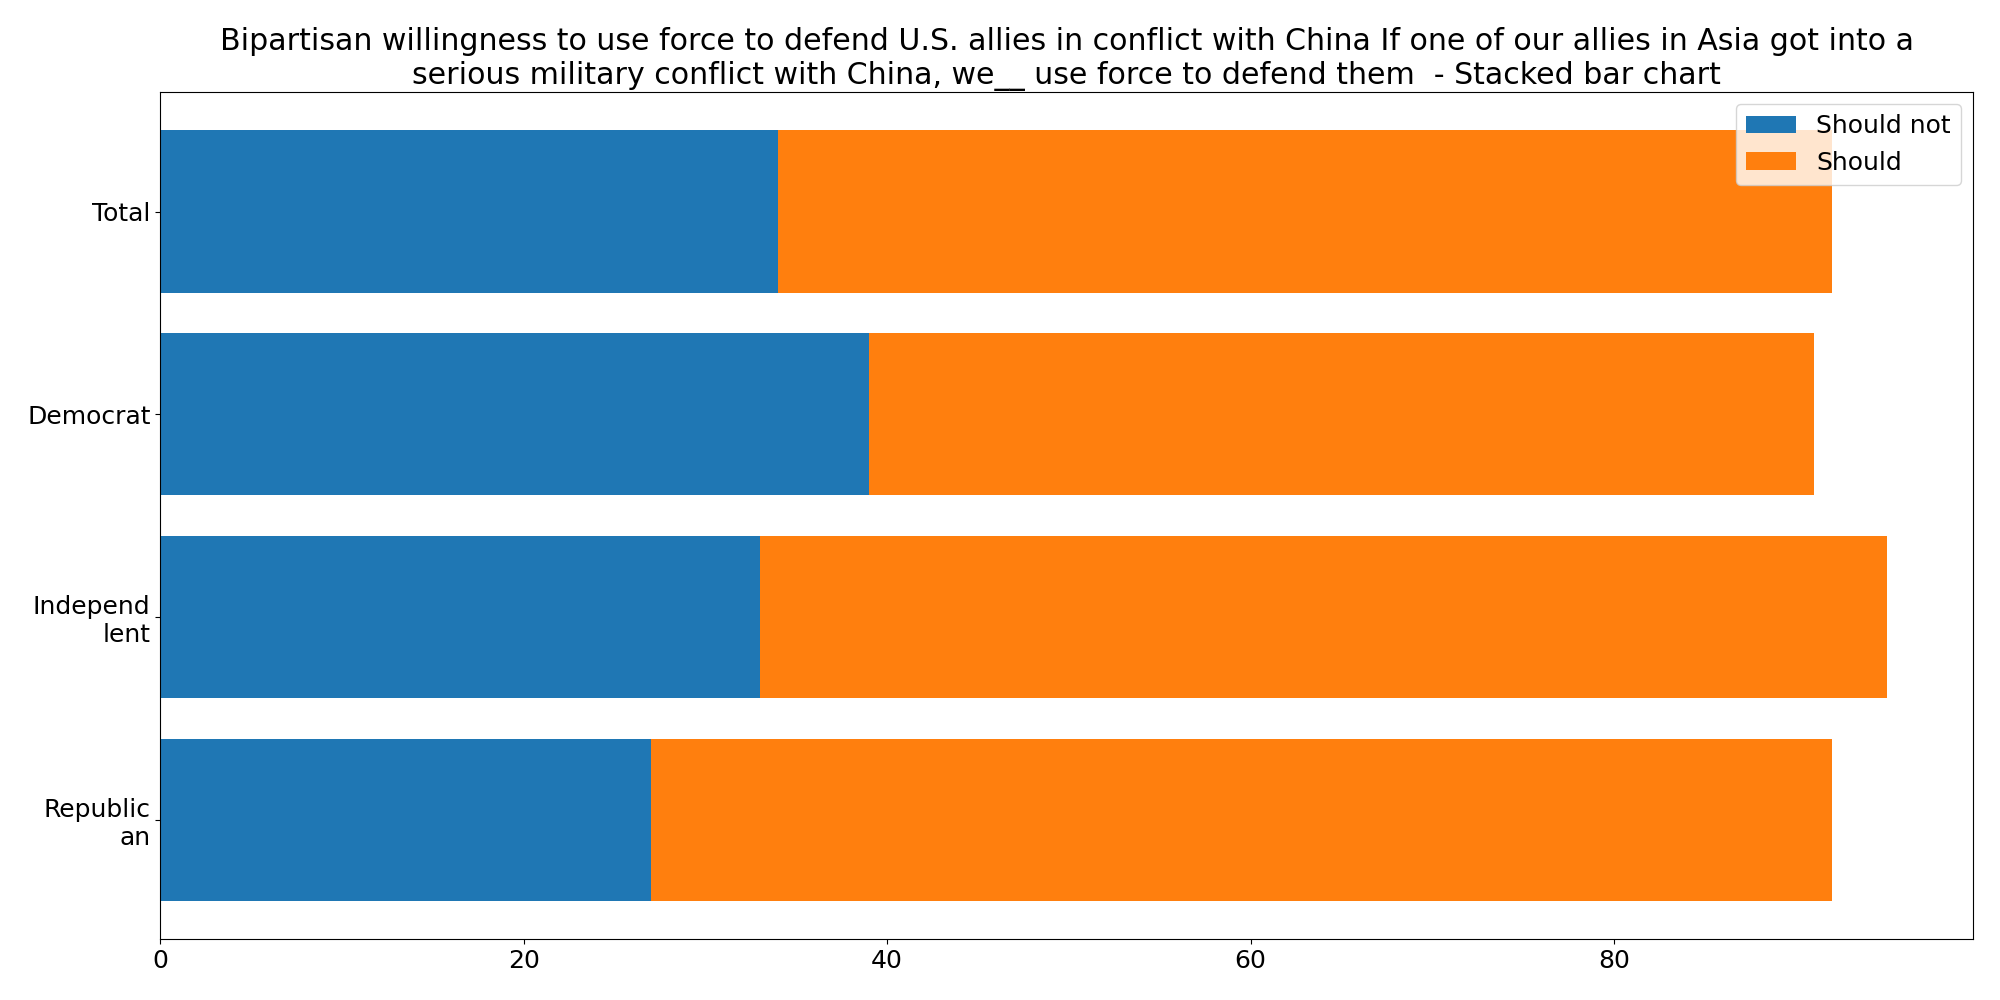 Bipartisan willingness to use force to defend U.S. allies in conflict with China If one of our allies in Asia got into a
serious military conflict with China, we__ use force to defend them  - Stacked bar chart
Should not
Should
Total
Democrat
Independ
lent
Republic
an
0 20 40 60 80